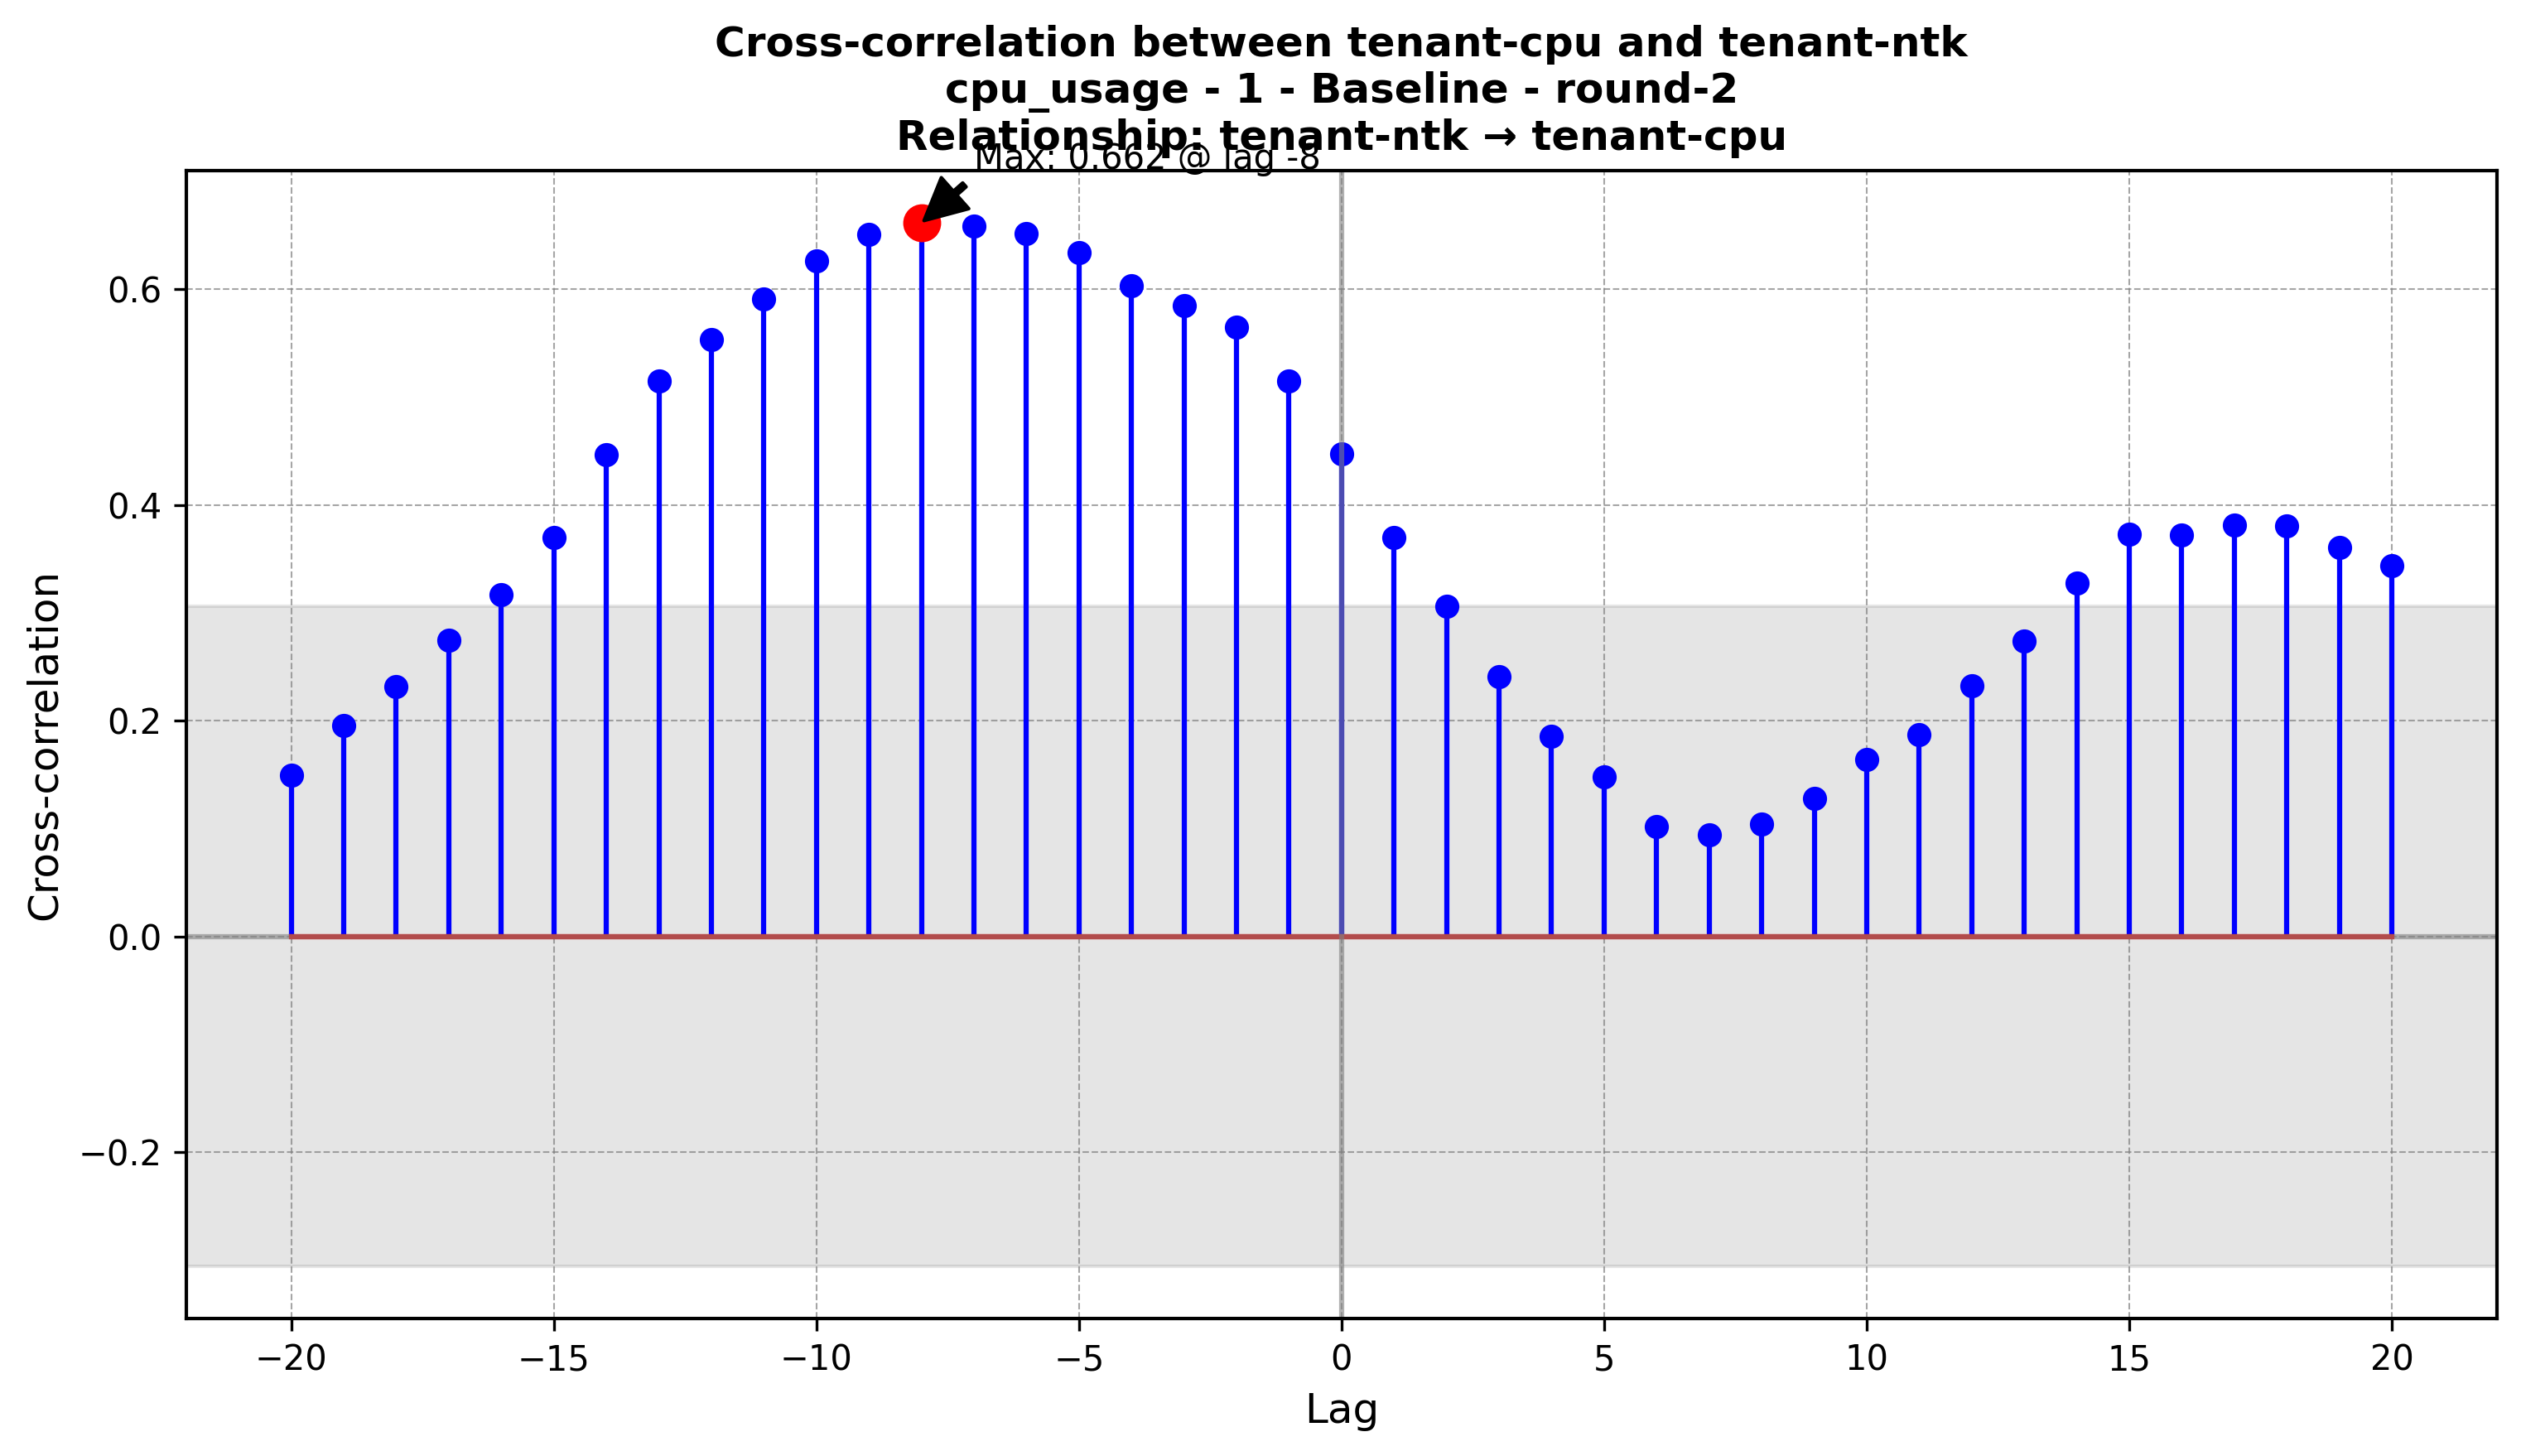 Cross-correlation between tenant-cpu and tenant-ntk
cpu_usage - 1 - Baseline - round-2
Relationship: tenant-ntk → tenant-cpu
Max: 0.662 @ lag -8
Cross-correlation
0.6
0.4
0.2
0.0
−0.2
−20 −15 −10 −5 0 5 10 15 20
Lag